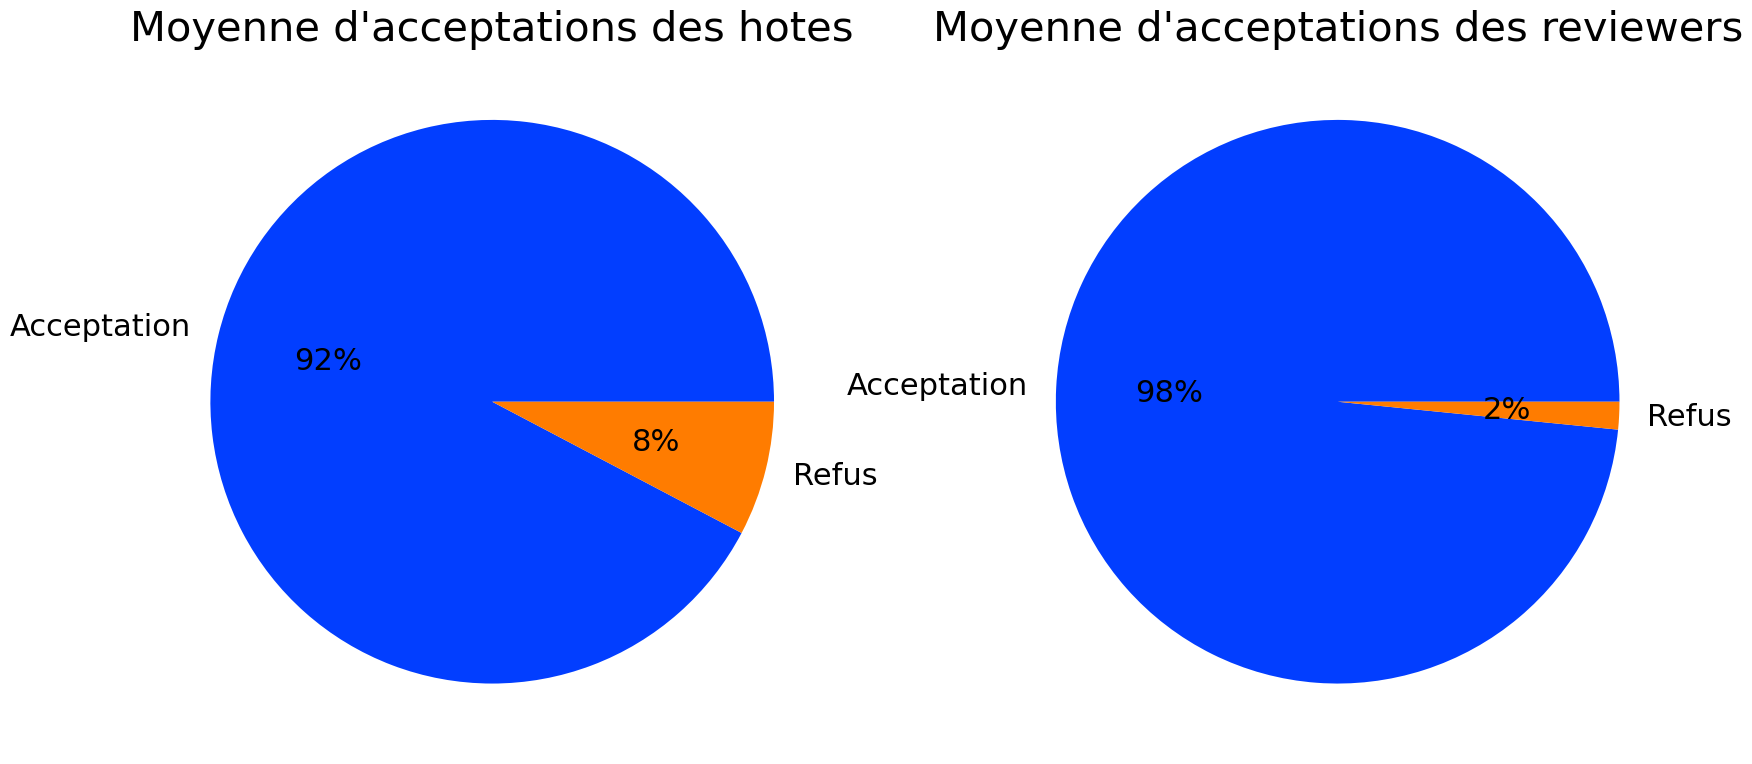 Moyenne d'acceptations des hotes
Acceptation
92%
8%
Refus
Moyenne d'acceptations des reviewers
Acceptation
98%
2%
Refus